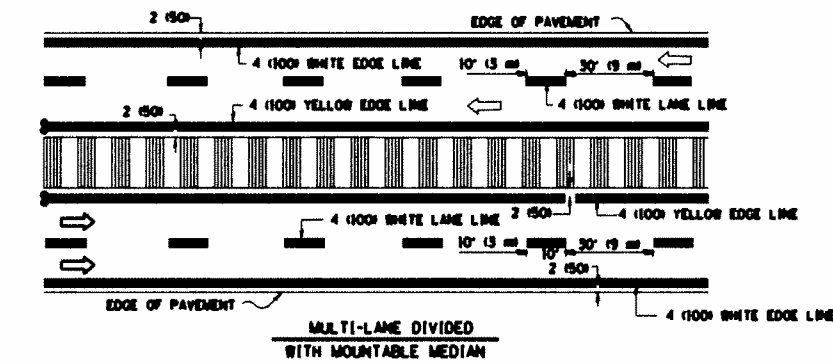 2 (50)
EDGE OF PAVEMENT
4 (100) WHITE EDGE LINE
10' (3 m)
30' (9 m)
2 (50)
4 (100) YELLOW EDGE LINE
4 (100) WHITE LANE LINE
4 (100) WHITE LANE LINE
2 (50)
4 (100) YELLOW EDGE LINE
10' (3 m)
30' (9 m)
10'
2 (50)
EDGE OF PAVEMENT
4 (100) WHITE EDGE LINE
MULTI-LANE DIVIDED
WITH MOUNTABLE MEDIAN